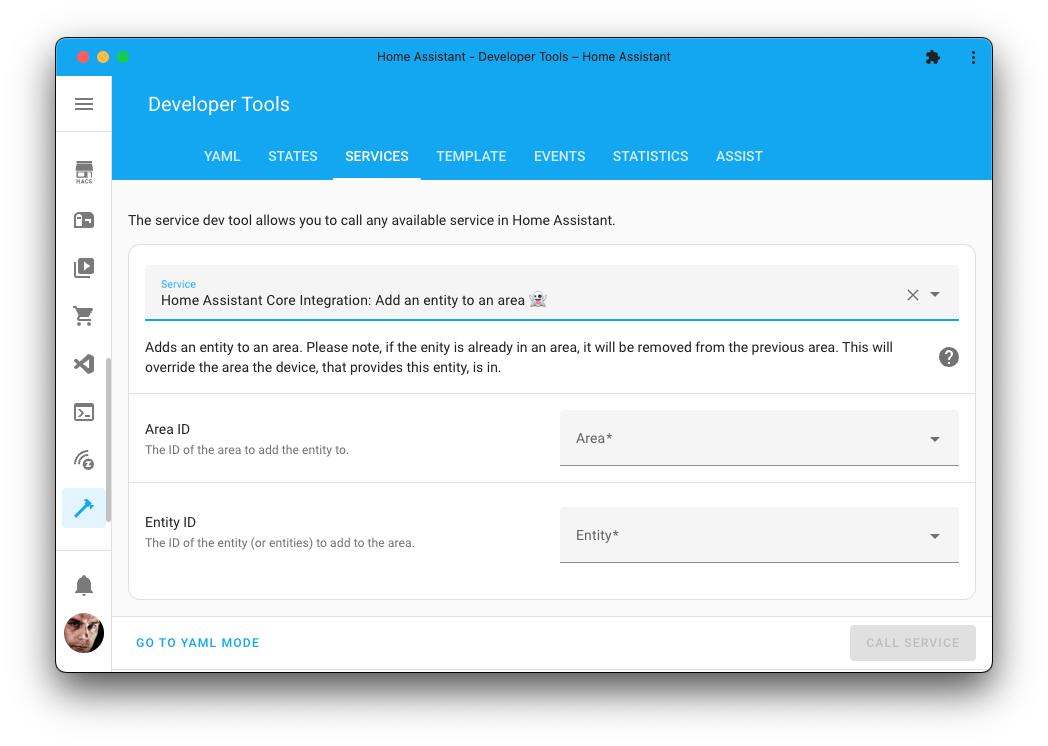 Home Assistant - Developer Tools – Home Assistant
Developer Tools
YAML STATES SERVICES TEMPLATE EVENTS STATISTICS ASSIST
HACS
The service dev tool allows you to call any available service in Home Assistant.
Service
Home Assistant Core Integration: Add an entity to an area 👻
Adds an entity to an area. Please note, if the enity is already in an area, it will be removed from the previous area. This will
override the area the device, that provides this entity, is in.
Area ID
The ID of the area to add the entity to.
Area*
Entity ID
The ID of the entity (or entities) to add to the area.
Entity*
GO TO YAML MODE
CALL SERVICE